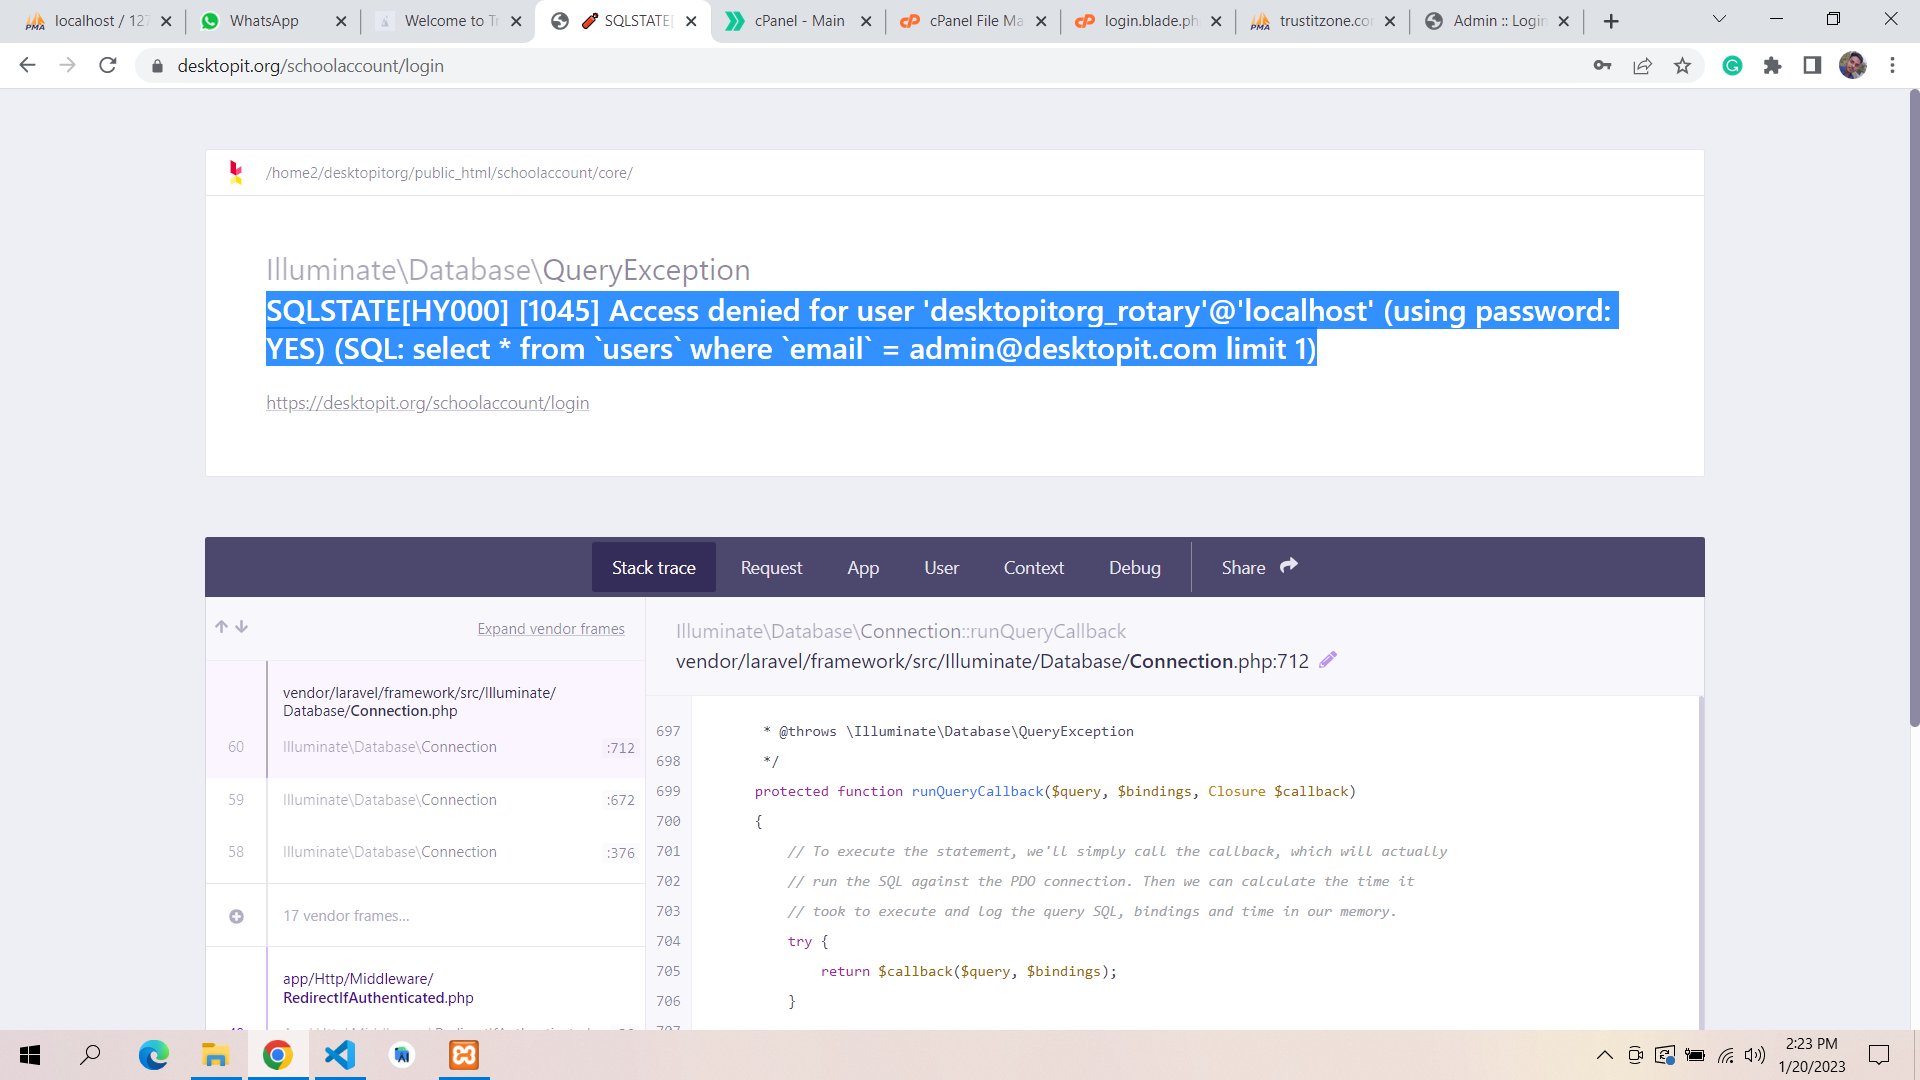 localhost / 127
WhatsApp
Welcome to Tr
SQLSTATE[
cPanel - Main
cPanel File Ma
login.blade.ph
trustitzone.co
Admin :: Login
desktopit.org/schoolaccount/login
/home2/desktopitorg/public_html/schoolaccount/core/
Illuminate\Database\QueryException
SQLSTATE[HY000] [1045] Access denied for user 'desktopitorg_rotary'@'localhost' (using password:
YES) (SQL: select * from `users` where `email` = admin@desktopit.com limit 1)
https://desktopit.org/schoolaccount/login
Stack trace
Request
App
User
Context
Debug
Share
Expand vendor frames
vendor/laravel/framework/src/Illuminate/
Database/Connection.php
60 Illuminate\Database\Connection :712
59 Illuminate\Database\Connection :672
58 Illuminate\Database\Connection :376
17 vendor frames…
app/Http/Middleware/
RedirectIfAuthenticated.php
Illuminate\Database\Connection::runQueryCallback
vendor/laravel/framework/src/Illuminate/Database/Connection.php:712
697 * @throws \Illuminate\Database\QueryException
698 */
699 protected function runQueryCallback($query, $bindings, Closure $callback)
700 {
701 // To execute the statement, we'll simply call the callback, which will actually
702 // run the SQL against the PDO connection. Then we can calculate the time it
703 // took to execute and log the query SQL, bindings and time in our memory.
704 try {
705 return $callback($query, $bindings);
706 }
2:23 PM
1/20/2023